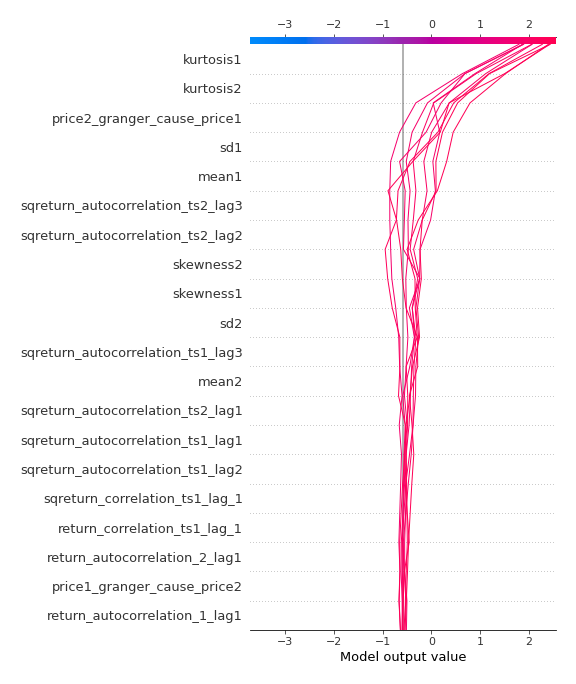 −3 −2 −1 0 1 2
kurtosis1
kurtosis2
price2_granger_cause_price1
sd1
mean1
sqreturn_autocorrelation_ts2_lag3
sqreturn_autocorrelation_ts2_lag2
skewness2
skewness1
sd2
sqreturn_autocorrelation_ts1_lag3
mean2
sqreturn_autocorrelation_ts2_lag1
sqreturn_autocorrelation_ts1_lag1
sqreturn_autocorrelation_ts1_lag2
sqreturn_correlation_ts1_lag_1
return_correlation_ts1_lag_1
return_autocorrelation_2_lag1
price1_granger_cause_price2
return_autocorrelation_1_lag1
−3 −2 −1 0 1 2
Model output value